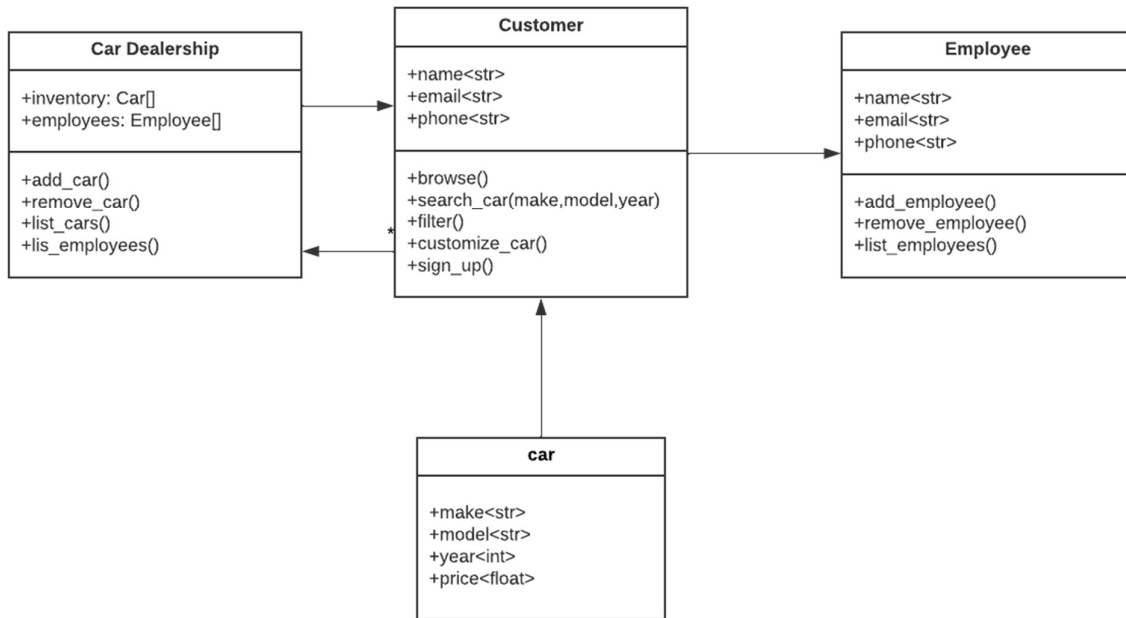 Car Dealership
+inventory: Car[]
+employees: Employee[]
+add_car()
+remove_car()
+list_cars()
+lis_employees()
Customer
+name<str>
+email<str>
+phone<str>
+browse()
+search_car(make,model,year)
+filter()
+customize_car()
+sign_up()
*
Employee
+name<str>
+email<str>
+phone<str>
+add_employee()
+remove_employee()
+list_employees()
car
+make<str>
+model<str>
+year<int>
+price<float>